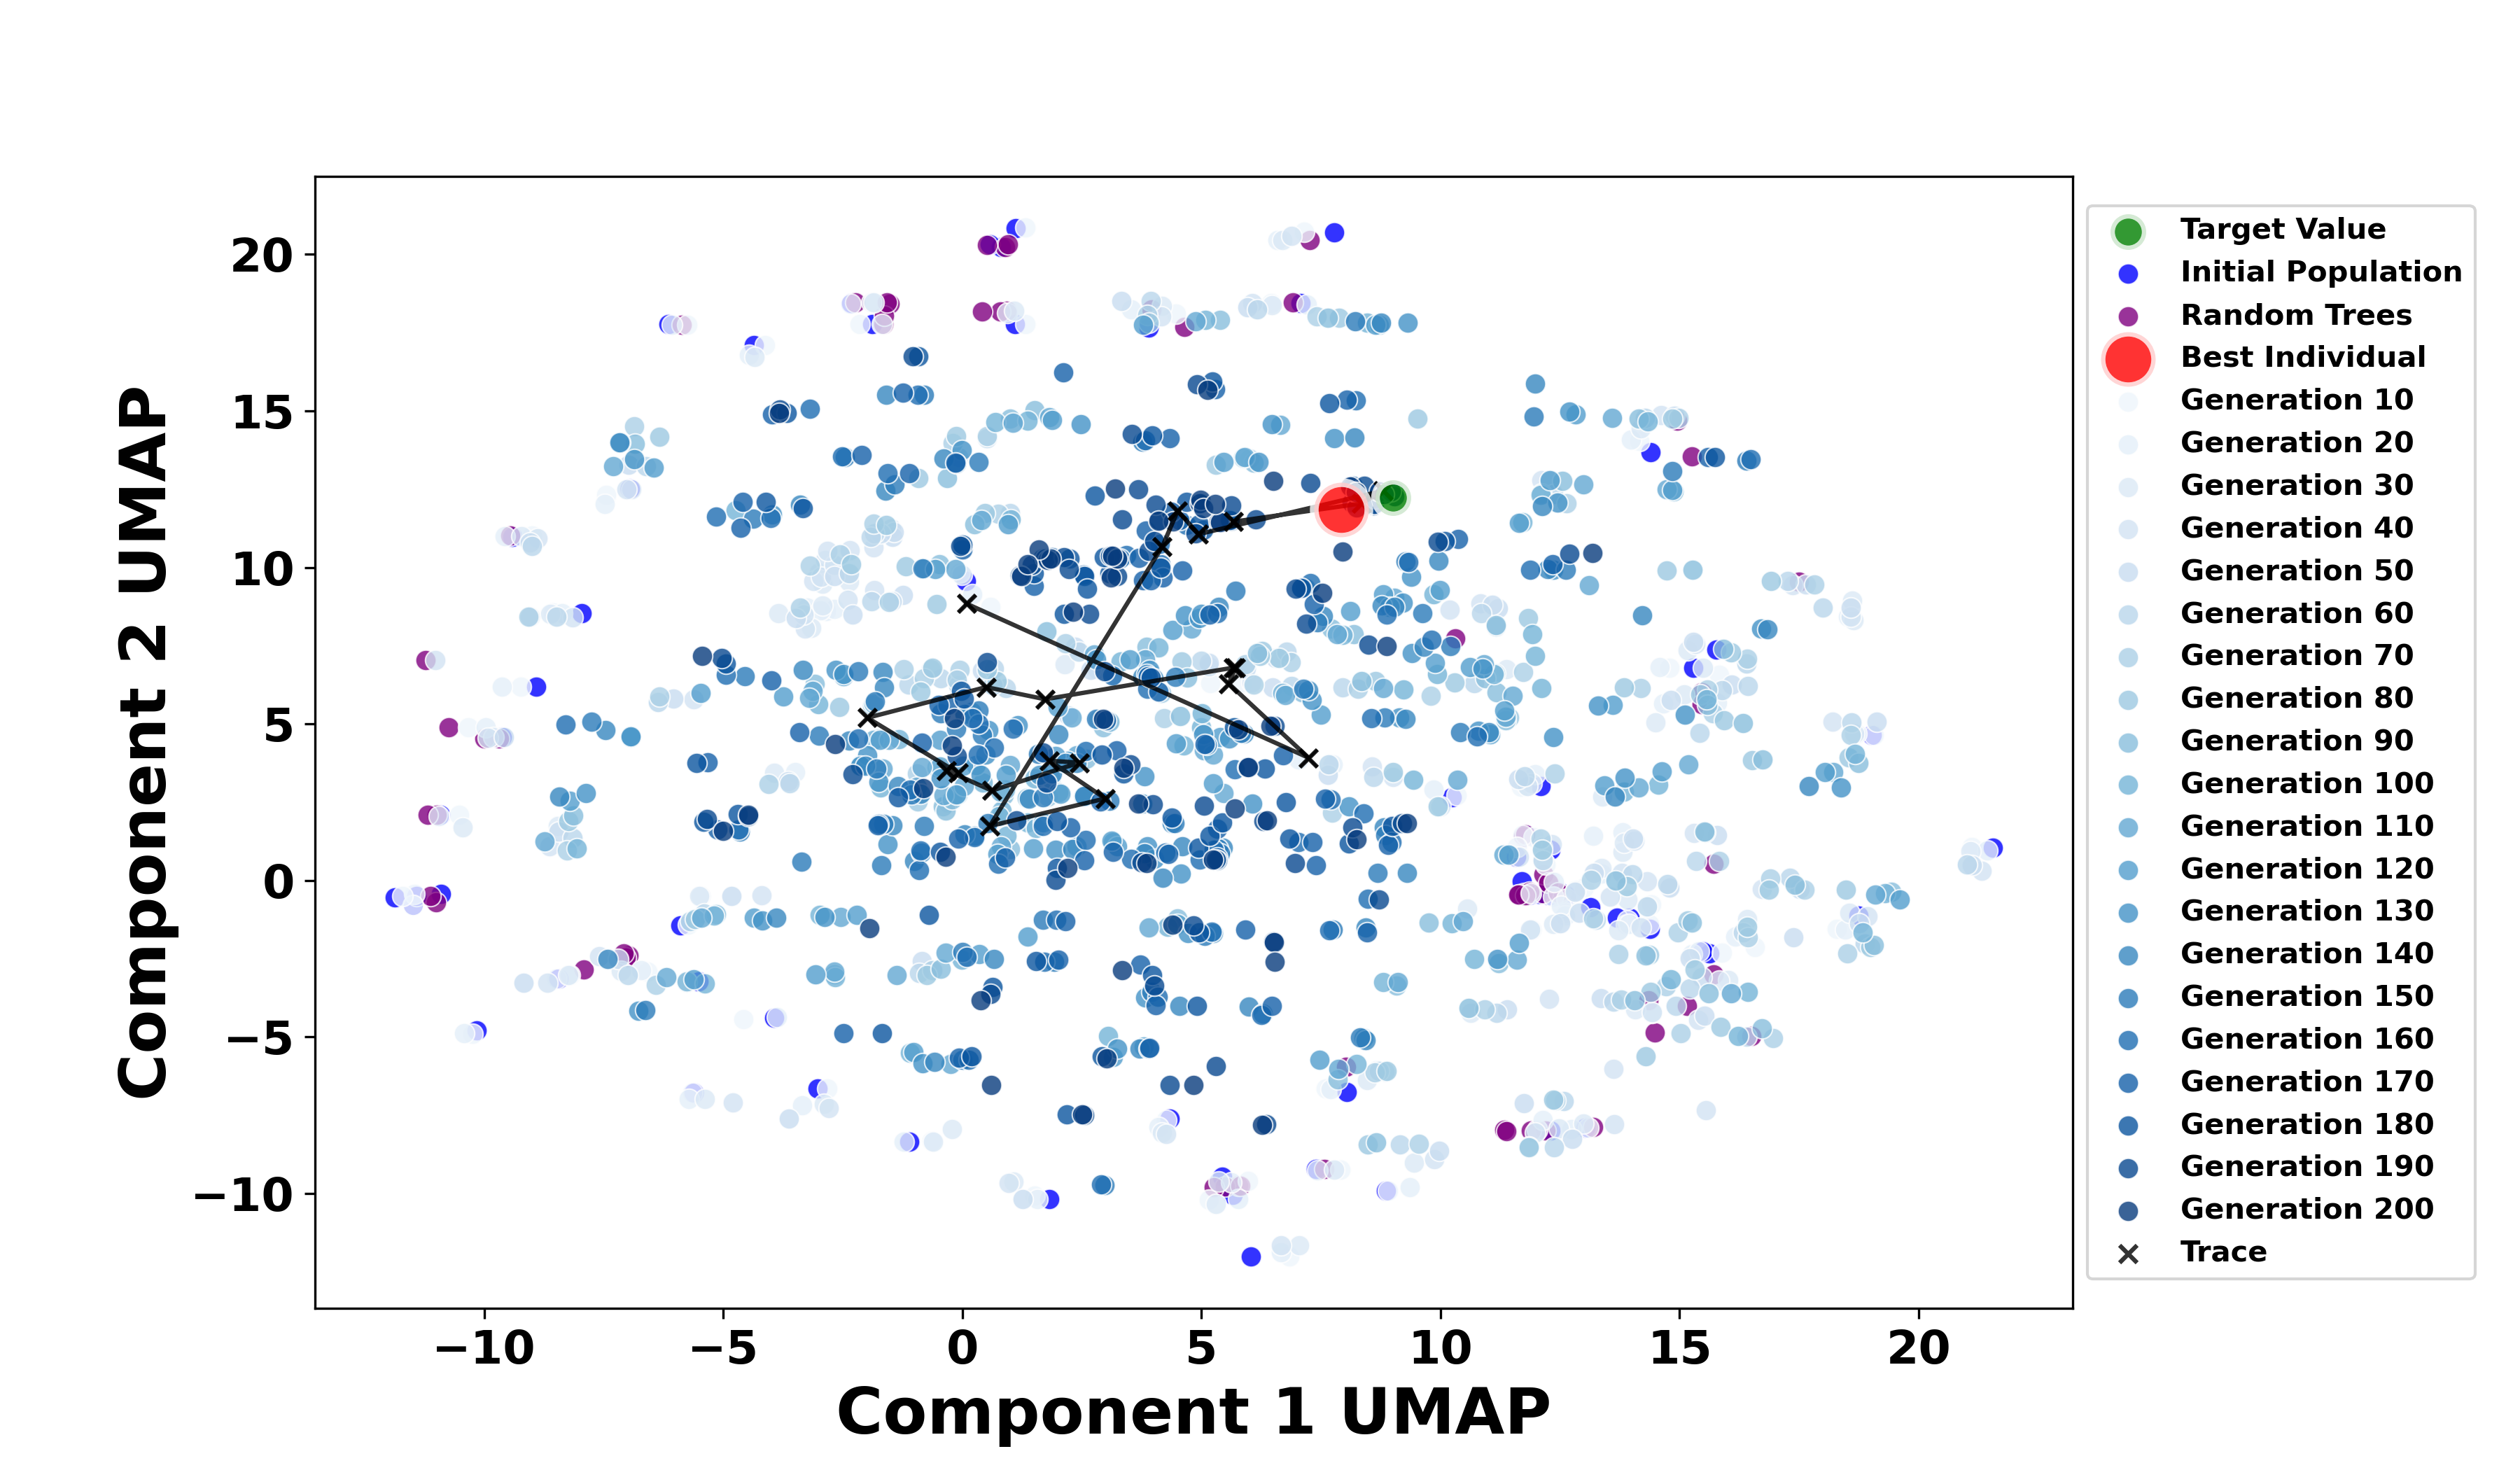 Component 2 UMAP
20
15
10
5
0
−5
−10
−10
−5
0
5
10
15
20
Component 1 UMAP
Target Value
Initial Population
Random Trees
Best Individual
Generation 10
Generation 20
Generation 30
Generation 40
Generation 50
Generation 60
Generation 70
Generation 80
Generation 90
Generation 100
Generation 110
Generation 120
Generation 130
Generation 140
Generation 150
Generation 160
Generation 170
Generation 180
Generation 190
Generation 200
Trace